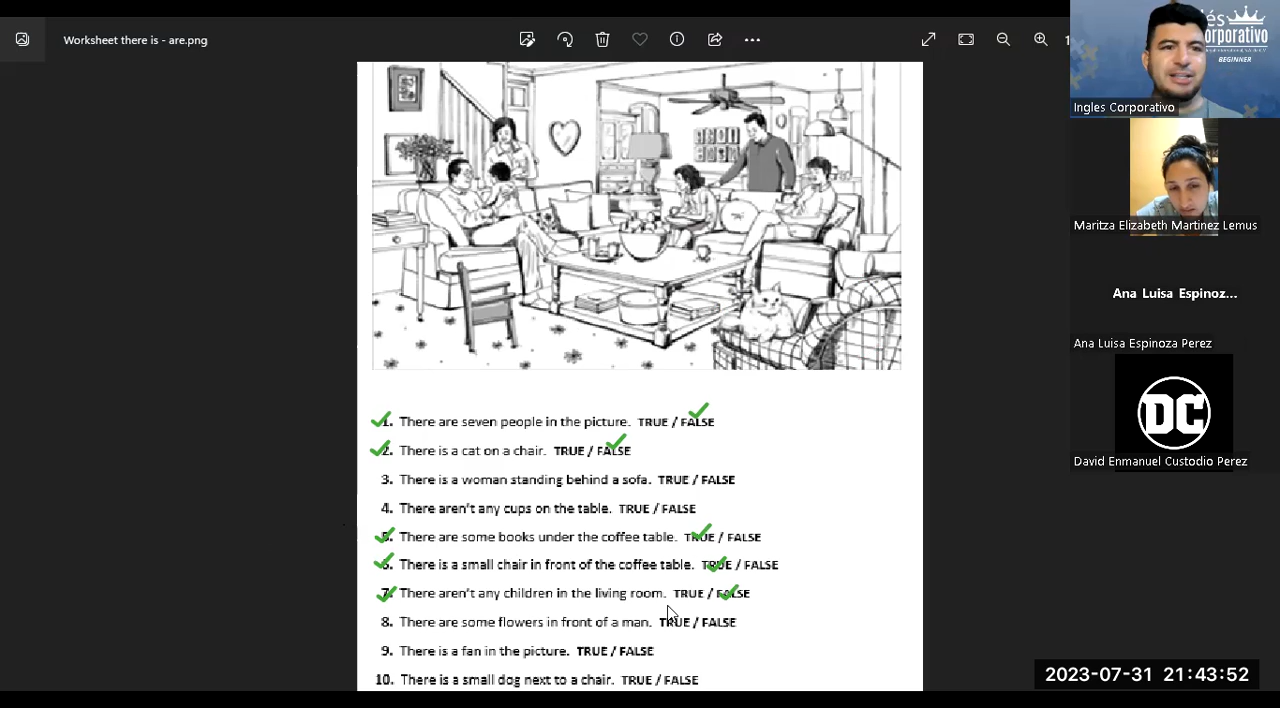 Worksheet there is - are.png
1. There are seven people in the picture. TRUE / FALSE
2. There is a cat on a chair. TRUE / FALSE
3. There is a woman standing behind a sofa. TRUE / FALSE
4. There aren't any cups on the table. TRUE / FALSE
5. There are some books under the coffee table. TRUE / FALSE
6. There is a small chair in front of the coffee table. TRUE / FALSE
7. There aren't any children in the living room. TRUE / FALSE
8. There are some flowers in front of a man. TRUE / FALSE
9. There is a fan in the picture. TRUE / FALSE
10. There is a small dog next to a chair. TRUE / FALSE
BEGINNER
Ingles Corporativo
Maritza Elizabeth Martinez Lemus
Ana Luisa Espinoz...
Ana Luisa Espinoza Perez
DC
David Enmanuel Custodio Perez
2023-07-31 21:43:52